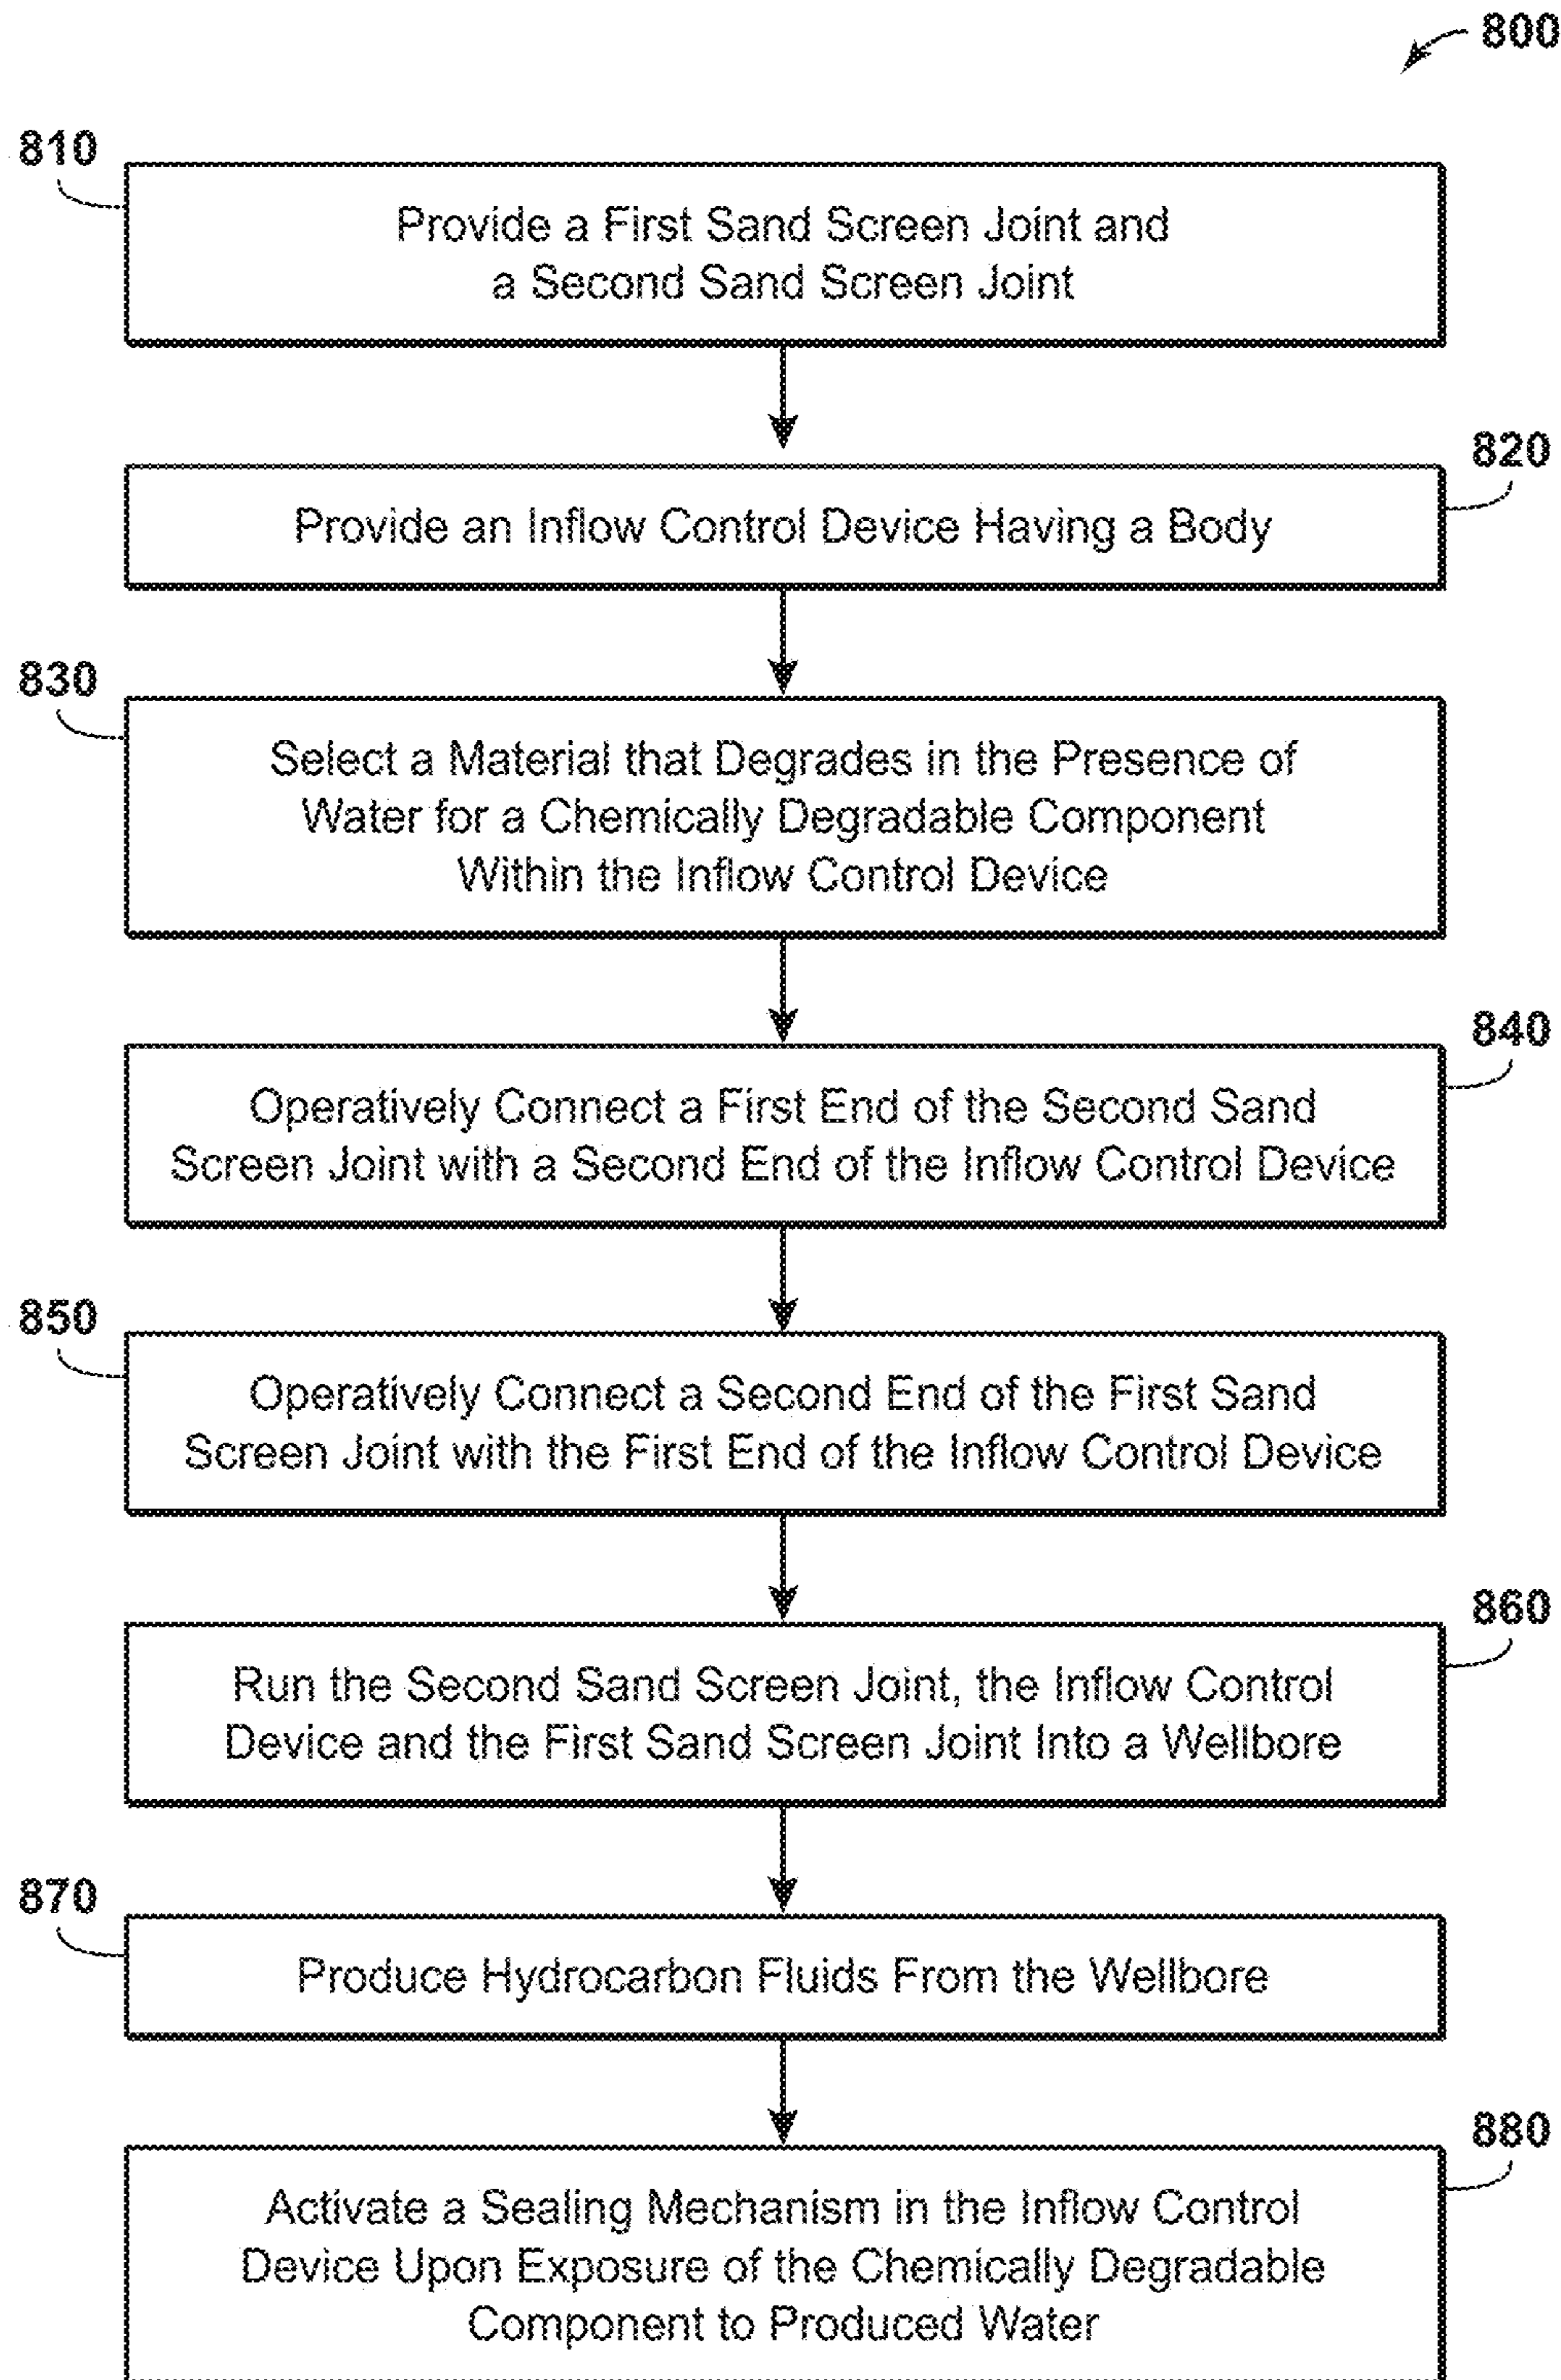 800
810
Provide a First Sand Screen Joint and
a Second Sand Screen Joint
820
Provide an Inflow Control Device Having a Body
830
Select a Material that Degrades in the Presence of
Water for a Chemically Degradable Component
Within the Inflow Control Device
840
Operatively Connect a First End of the Second Sand
Screen Joint with a Second End of the Inflow Control Device
850
Operatively Connect a Second End of the First Sand
Screen Joint with the First End of the Inflow Control Device
860
Run the Second Sand Screen Joint, the Inflow Control
Device and the First Sand Screen Joint Into a Wellbore
870
Produce Hydrocarbon Fluids From the Wellbore
880
Activate a Sealing Mechanism in the Inflow Control
Device Upon Exposure of the Chemically Degradable
Component to Produced Water